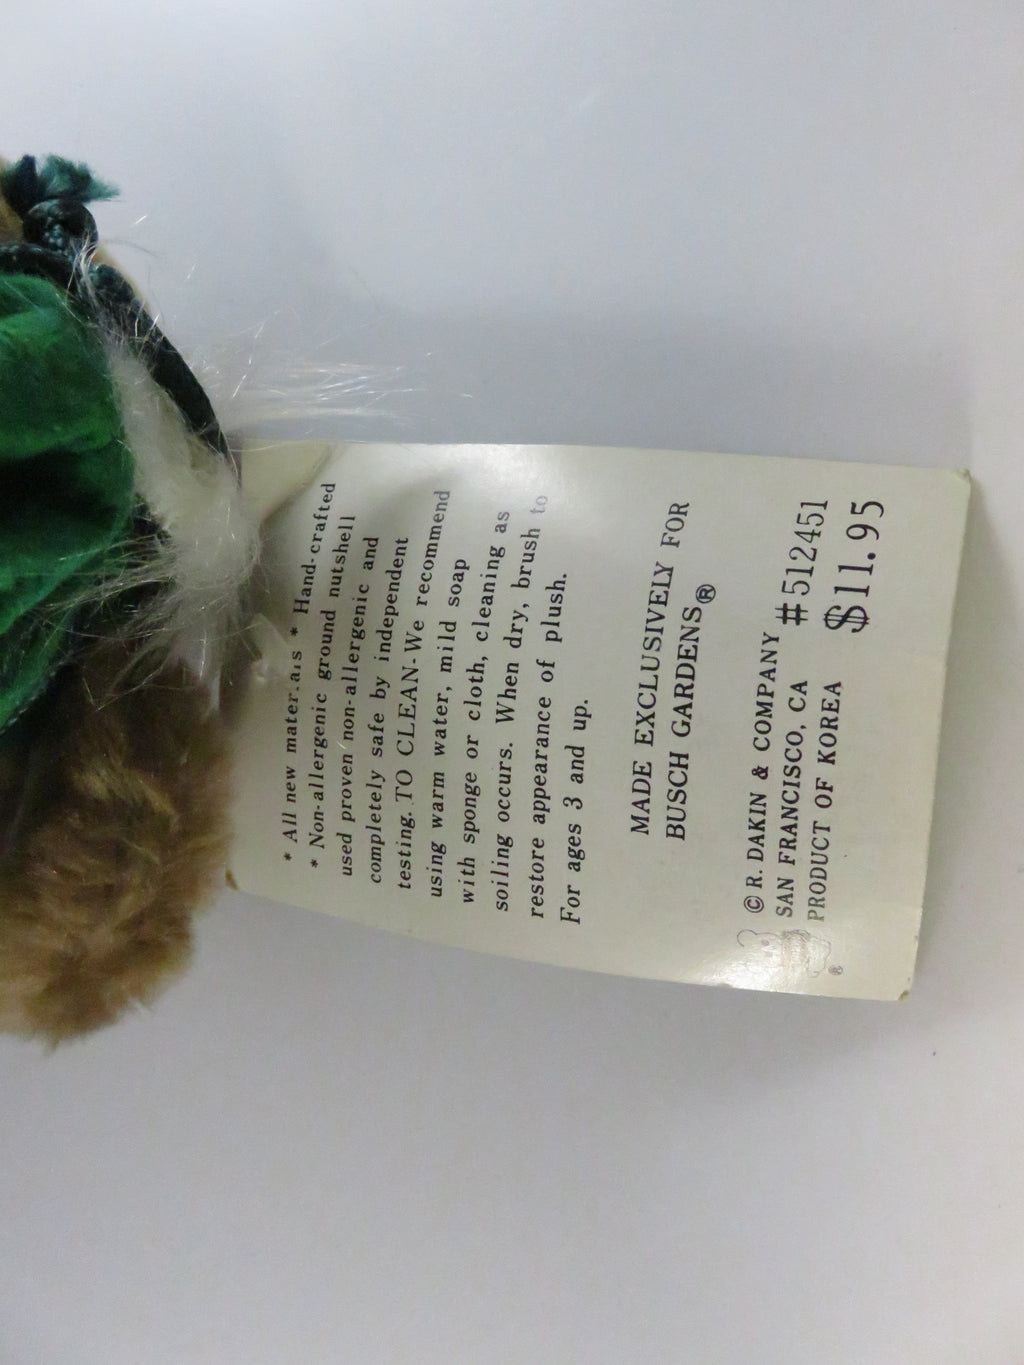 * All new materials * Hand-crafted
* Non-allergenic ground nutshell
used proven non-allergenic and
completely safe by independent
testing. TO CLEAN-We recommend
using warm water, mild soap
with sponge or cloth, cleaning as
soiling occurs. When dry, brush to
restore appearance of plush.
For ages 3 and up.
MADE EXCLUSIVELY FOR
BUSCH GARDENS®
© R. DAKIN & COMPANY
SAN FRANCISCO, CA #512451
PRODUCT OF KOREA $11.95
®